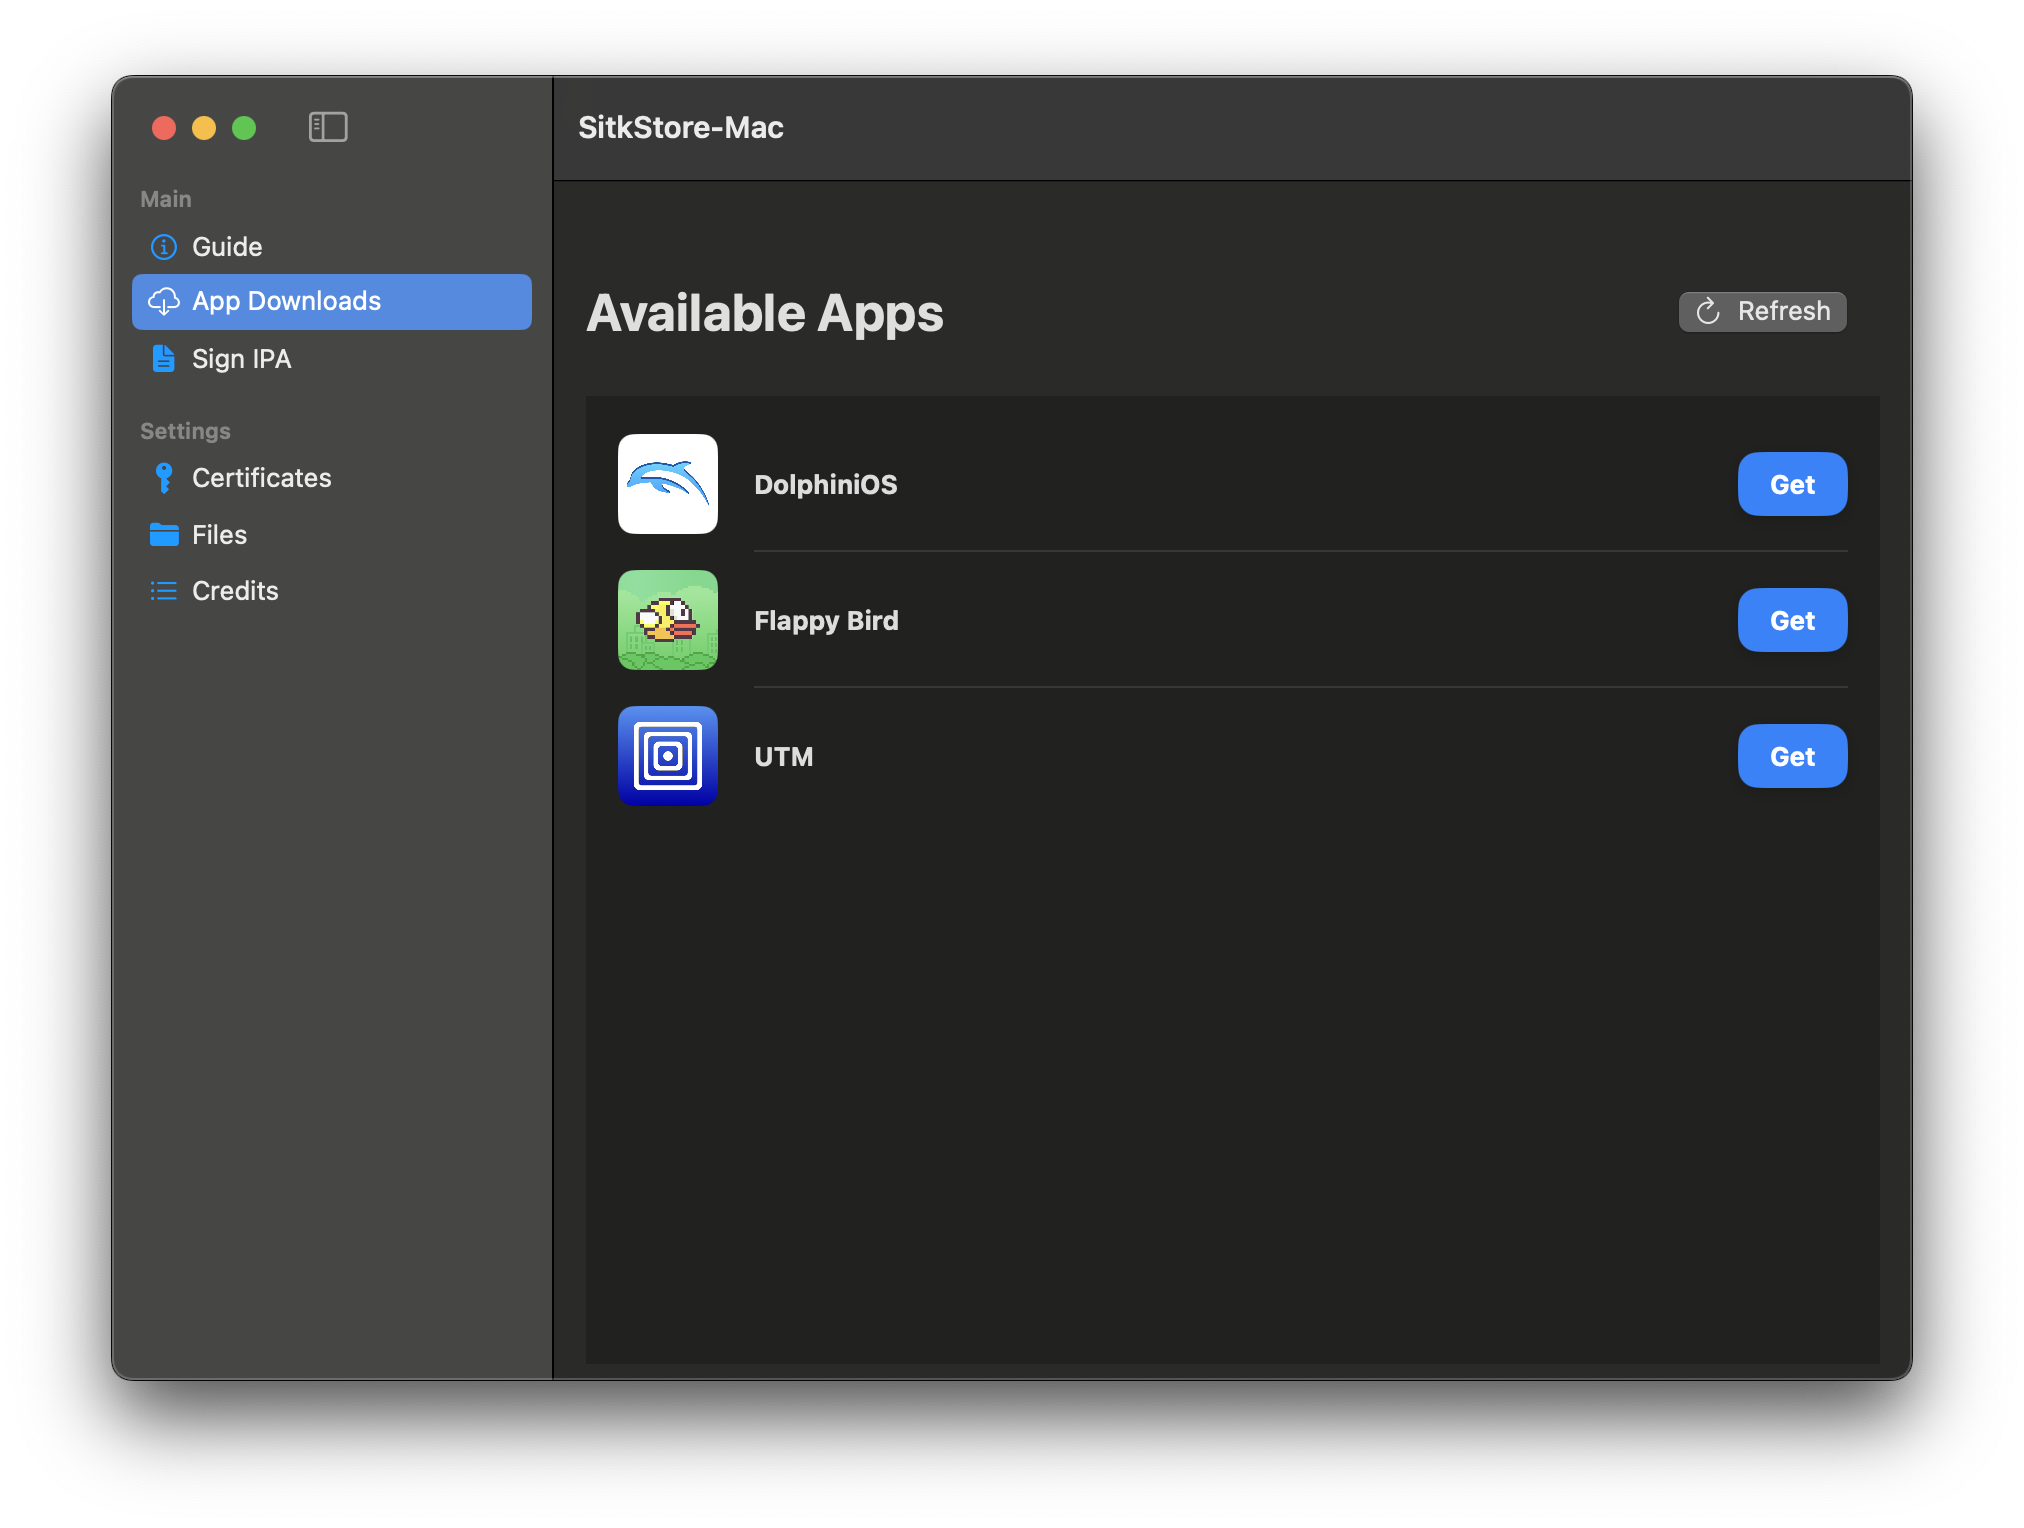 SitkStore-Mac
Main
Guide
App Downloads
Sign IPA
Settings
Certificates
Files
Credits
Available Apps
Refresh
DolphiniOS
Get
Flappy Bird
Get
UTM
Get